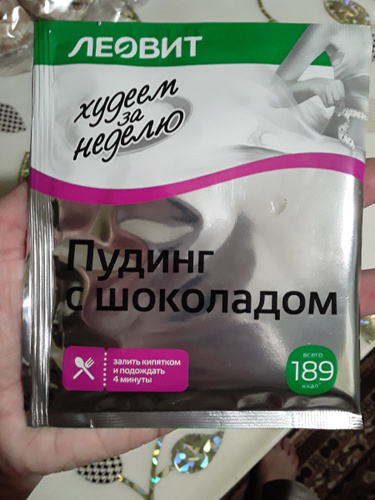 ЛЕОВИТ
худеем
за
неделю
Пудинг
с шоколадом
залить кипятком
и подождать
4 минуты
всего
189
ккал*